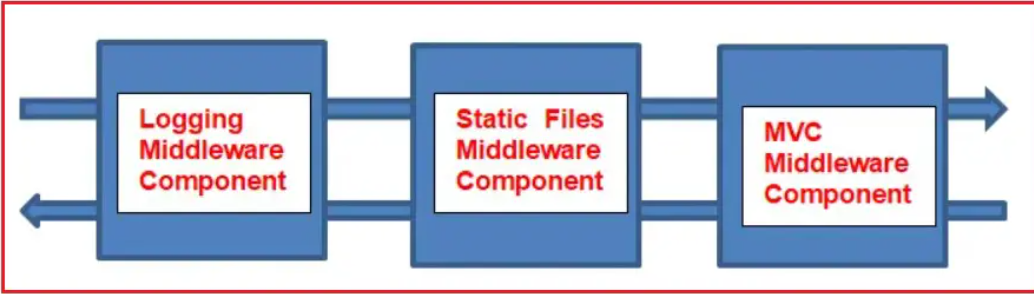 Logging
Middleware
Component
Static Files
Middleware
Component
MVC
Middleware
Component